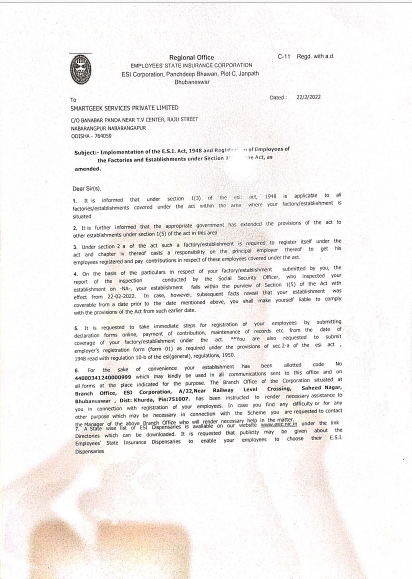 Regional Office
C-11 Regd. with a.d.
EMPLOYEES' STATE INSURANCE CORPORATION
ESI Corporation, Panchdeep Bhawan, Plot C, Janpath
Bhubaneswar
Dated : 22/2/2022
To
SMARTGEEK SERVICES PRIVATE LIMITED
C/O BANABAR PANDA NEAR T.V CENTER, RAJU STREET
NABARANGPUR NABARANGAPUR
ODISHA - 764059
Subject:- Implementation of the E.S.I. Act, 1948 and of Employees of
the Factories and Establishments under Section the Act, as
amended.
Dear Sir(s),
1. It is informed that under section 1(3) of the esi act, 1948 is applicable to all
factories/establishments covered under the act within the area where your factory/establishment is
situated
2. It is further informed that the appropriate government has extended the provisions of the act to
other establishments under section1(5) of the act in this area
3. Under section 2 a of the act such a factory/establishment is required to register itself under the
act and chapter iv thereof casts a responsibility on the principal employer thereof to get his
employees registered and pay contributions in respect of these employees covered under the act.
4. On the basis of the particulars in respect of your factory/establishment submitted by you, the
report of the inspection conducted by the Social Security Officer, who inspected your
establishment on -NA-, your establishment falls within the purview of Section 1(5) of the Act with
effect from 22-02-2022. In case, however, subsequent facts reveal that your establishment was
coverable from a date prior to the date mentioned above, you shall make yourself liable to comply
with the provisions of the Act from such earlier date.
5. It is requested to take immediate steps for registration of your employees by submitting
declaration forms online, payment of contribution, maintenance of records etc. from the date of
coverage of your factory/establishment under the act. **You are also requested to submit
employer's registration form (form 01) as required under the provisions of sec.2-a of the esi act ,
1948 read with regulation 10-b of the esi(general), regulations, 1950.
6. For the sake of convenience your establishment has been allotted code No
44000341240000999 which may kindly be used in all communications sent to this office and on
all forms at the place indicated for the purpose. The Branch Office of the Corporation situated at
Branch Office, ESI Corporation, A/22,Near Railway Level Crossing, Saheed Nagar,
Bhubaneswar , Dist: Khurda, Pin:751007. has been instructed to render necessary assistance to
you in connection with registration of your employees. In case you find any difficulty or for any
other purpose which may be necessary in connection with the Scheme you are requested to contact
the Manager of the above Branch Office who will render necessary help in the matter.
7. A State wise list of ESI Dispensaries is available on our website www.esic.nic.in under the link
Directories which can be downloaded. It is requested that publicity may be given about the
Employees' State Insurance Dispensaries to enable your employees to choose their E.S.I.
Dispensaries